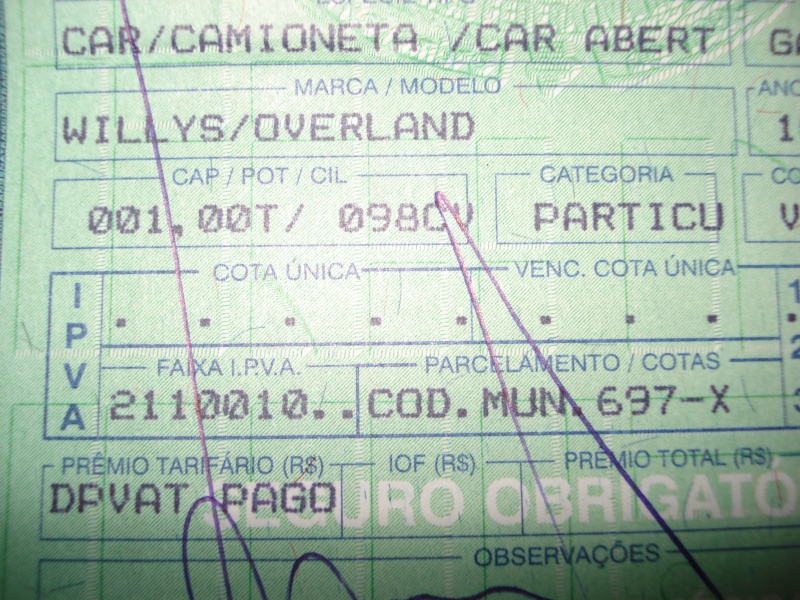 CAR/CAMIONETA /CAR ABERT
MARCA / MODELO
WILLYS/OVERLAND
CAP / POT / CIL CATEGORIA
001,00T/ 098CV PARTICU
COTA ÚNICA VENC. COTA ÚNICA
IPVA
FAIXA I.P.V.A. PARCELAMENTO / COTAS
2110010.. COD.MUN.697-X
PRÊMIO TARIFÁRIO (R$) IOF (R$) PRÊMIO TOTAL (R$)
DPVAT PAGO
SEGURO OBRIGATÓ
OBSERVAÇÕES